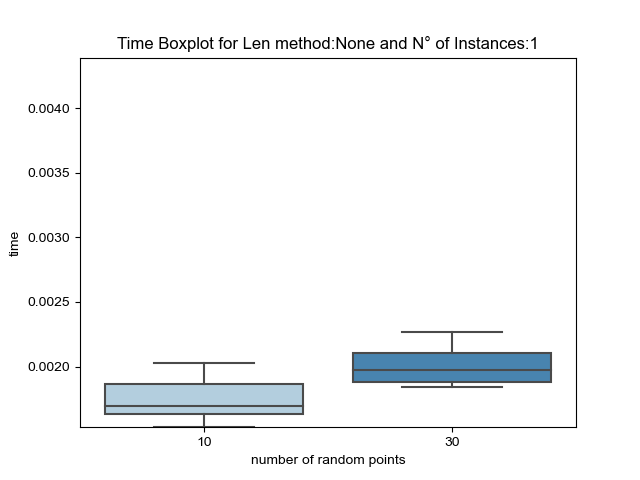 Time Boxplot for Len method:None and N° of Instances:1
0.0040
0.0035
0.0030
0.0025
0.0020
time
10 30
number of random points